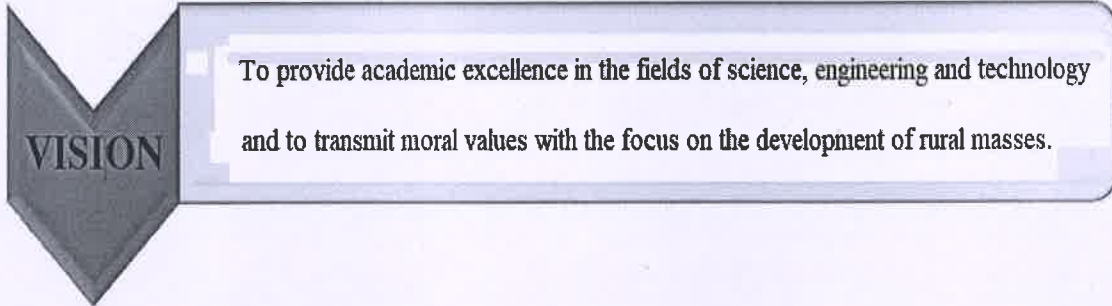 VISION
To provide academic excellence in the fields of science, engineering and technology
and to transmit moral values with the focus on the development of rural masses.